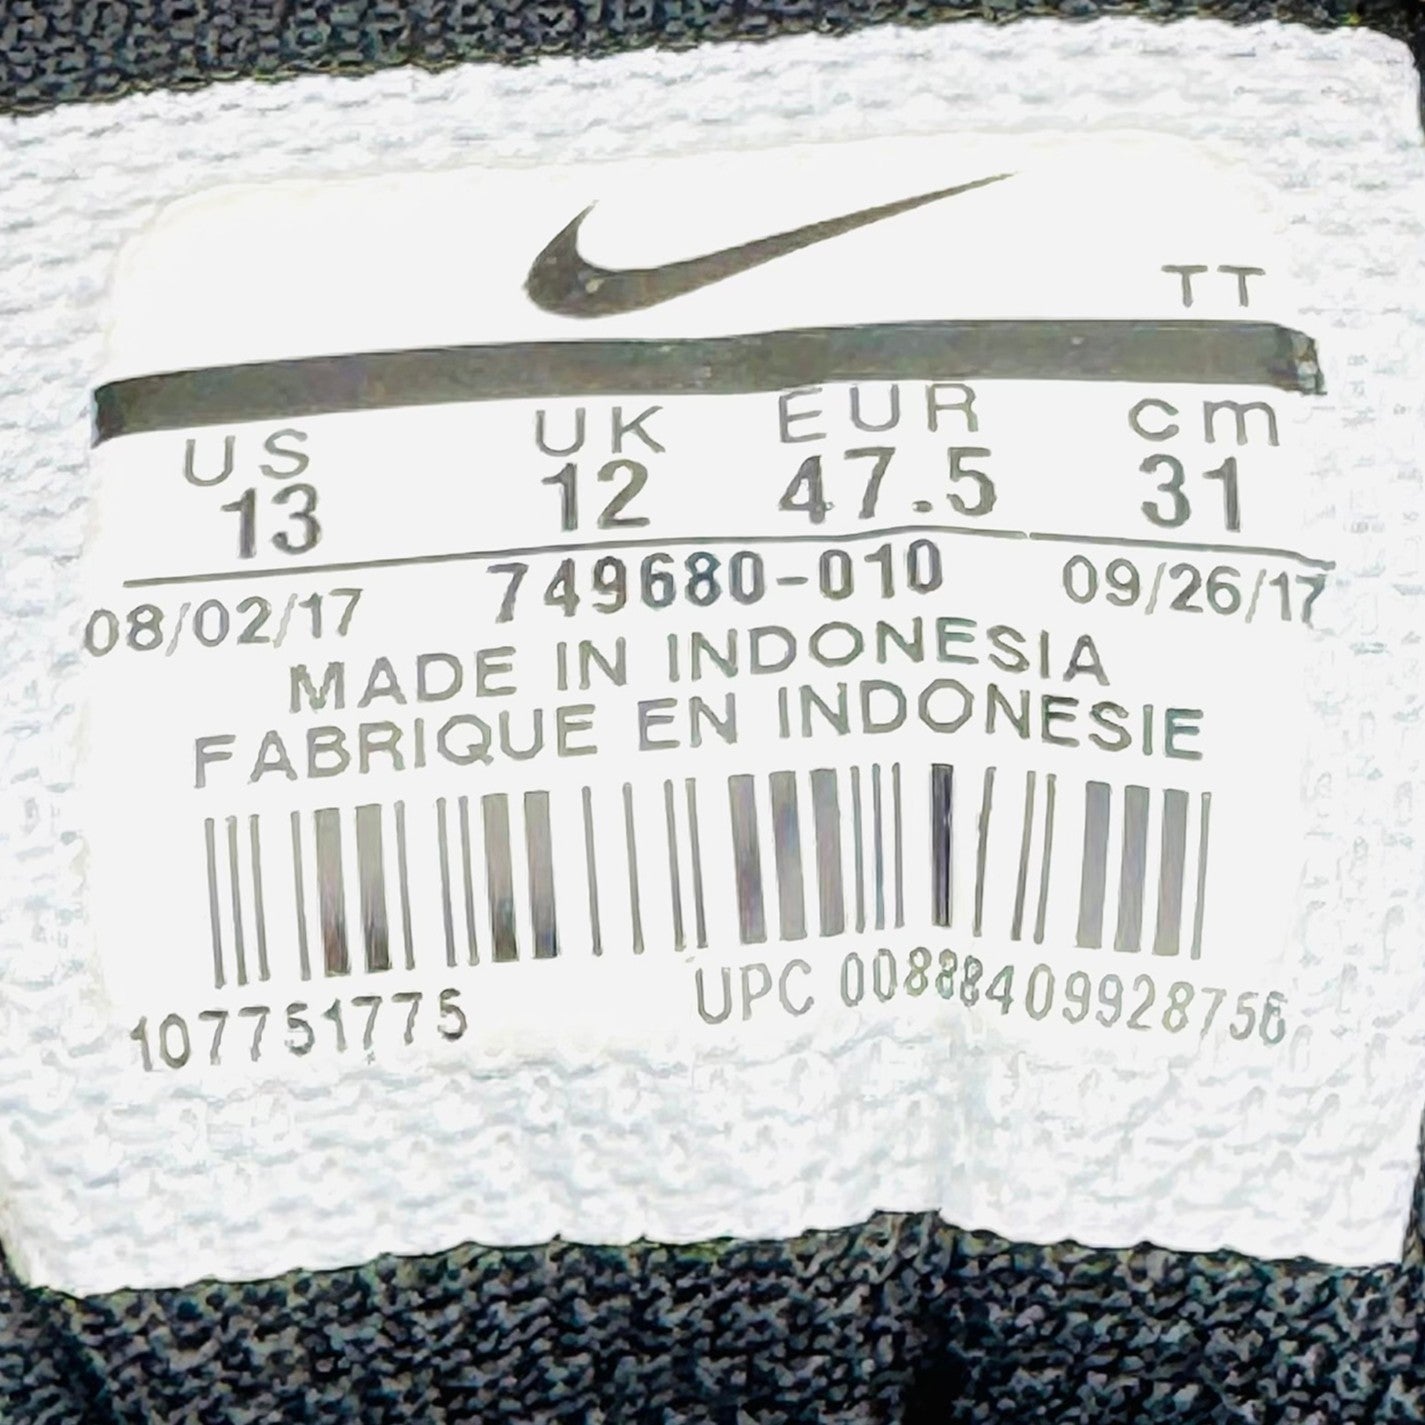 TT
US UK EUR cm
13 12 47.5 31
08/02/17 749680-010 09/26/17
MADE IN INDONESIA
FABRIQUE EN INDONESIE
107751775 UPC 00888409928756